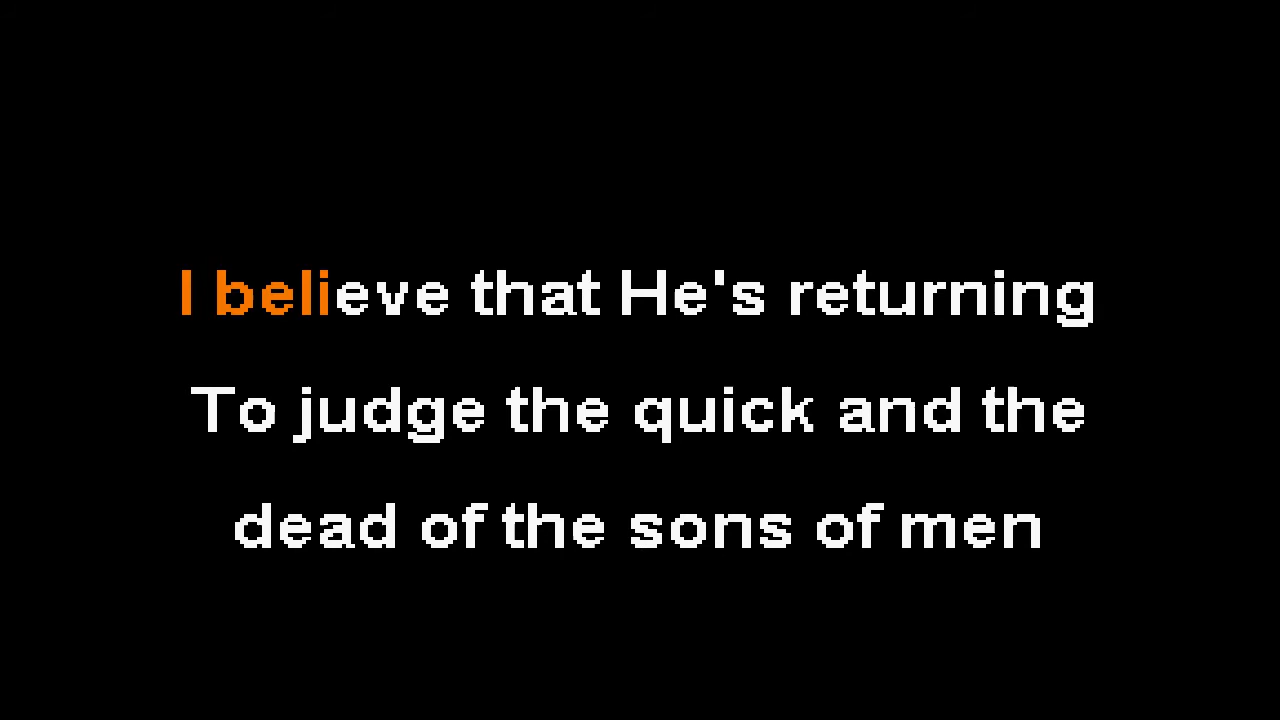 I believe that He's returning
To judge the quick and the
dead of the sons of men